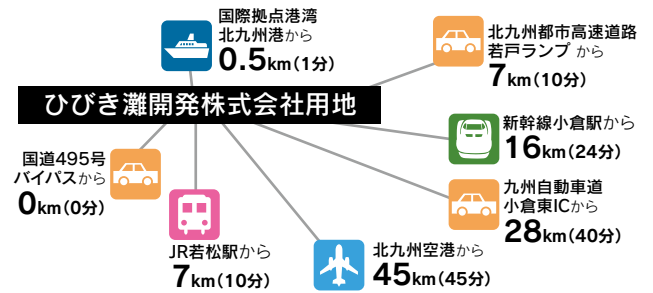 国際拠点港湾
北九州港から
0.5km(1分)
北九州都市高速道路
若戸ランプ から
7km(10分)
ひびき灘開発株式会社用地
新幹線小倉駅から
16km(24分)
国道495号
バイパスから
0km(0分)
九州自動車道
小倉東ICから
28km(40分)
JR若松駅から
7km(10分)
北九州空港から
45km(45分)